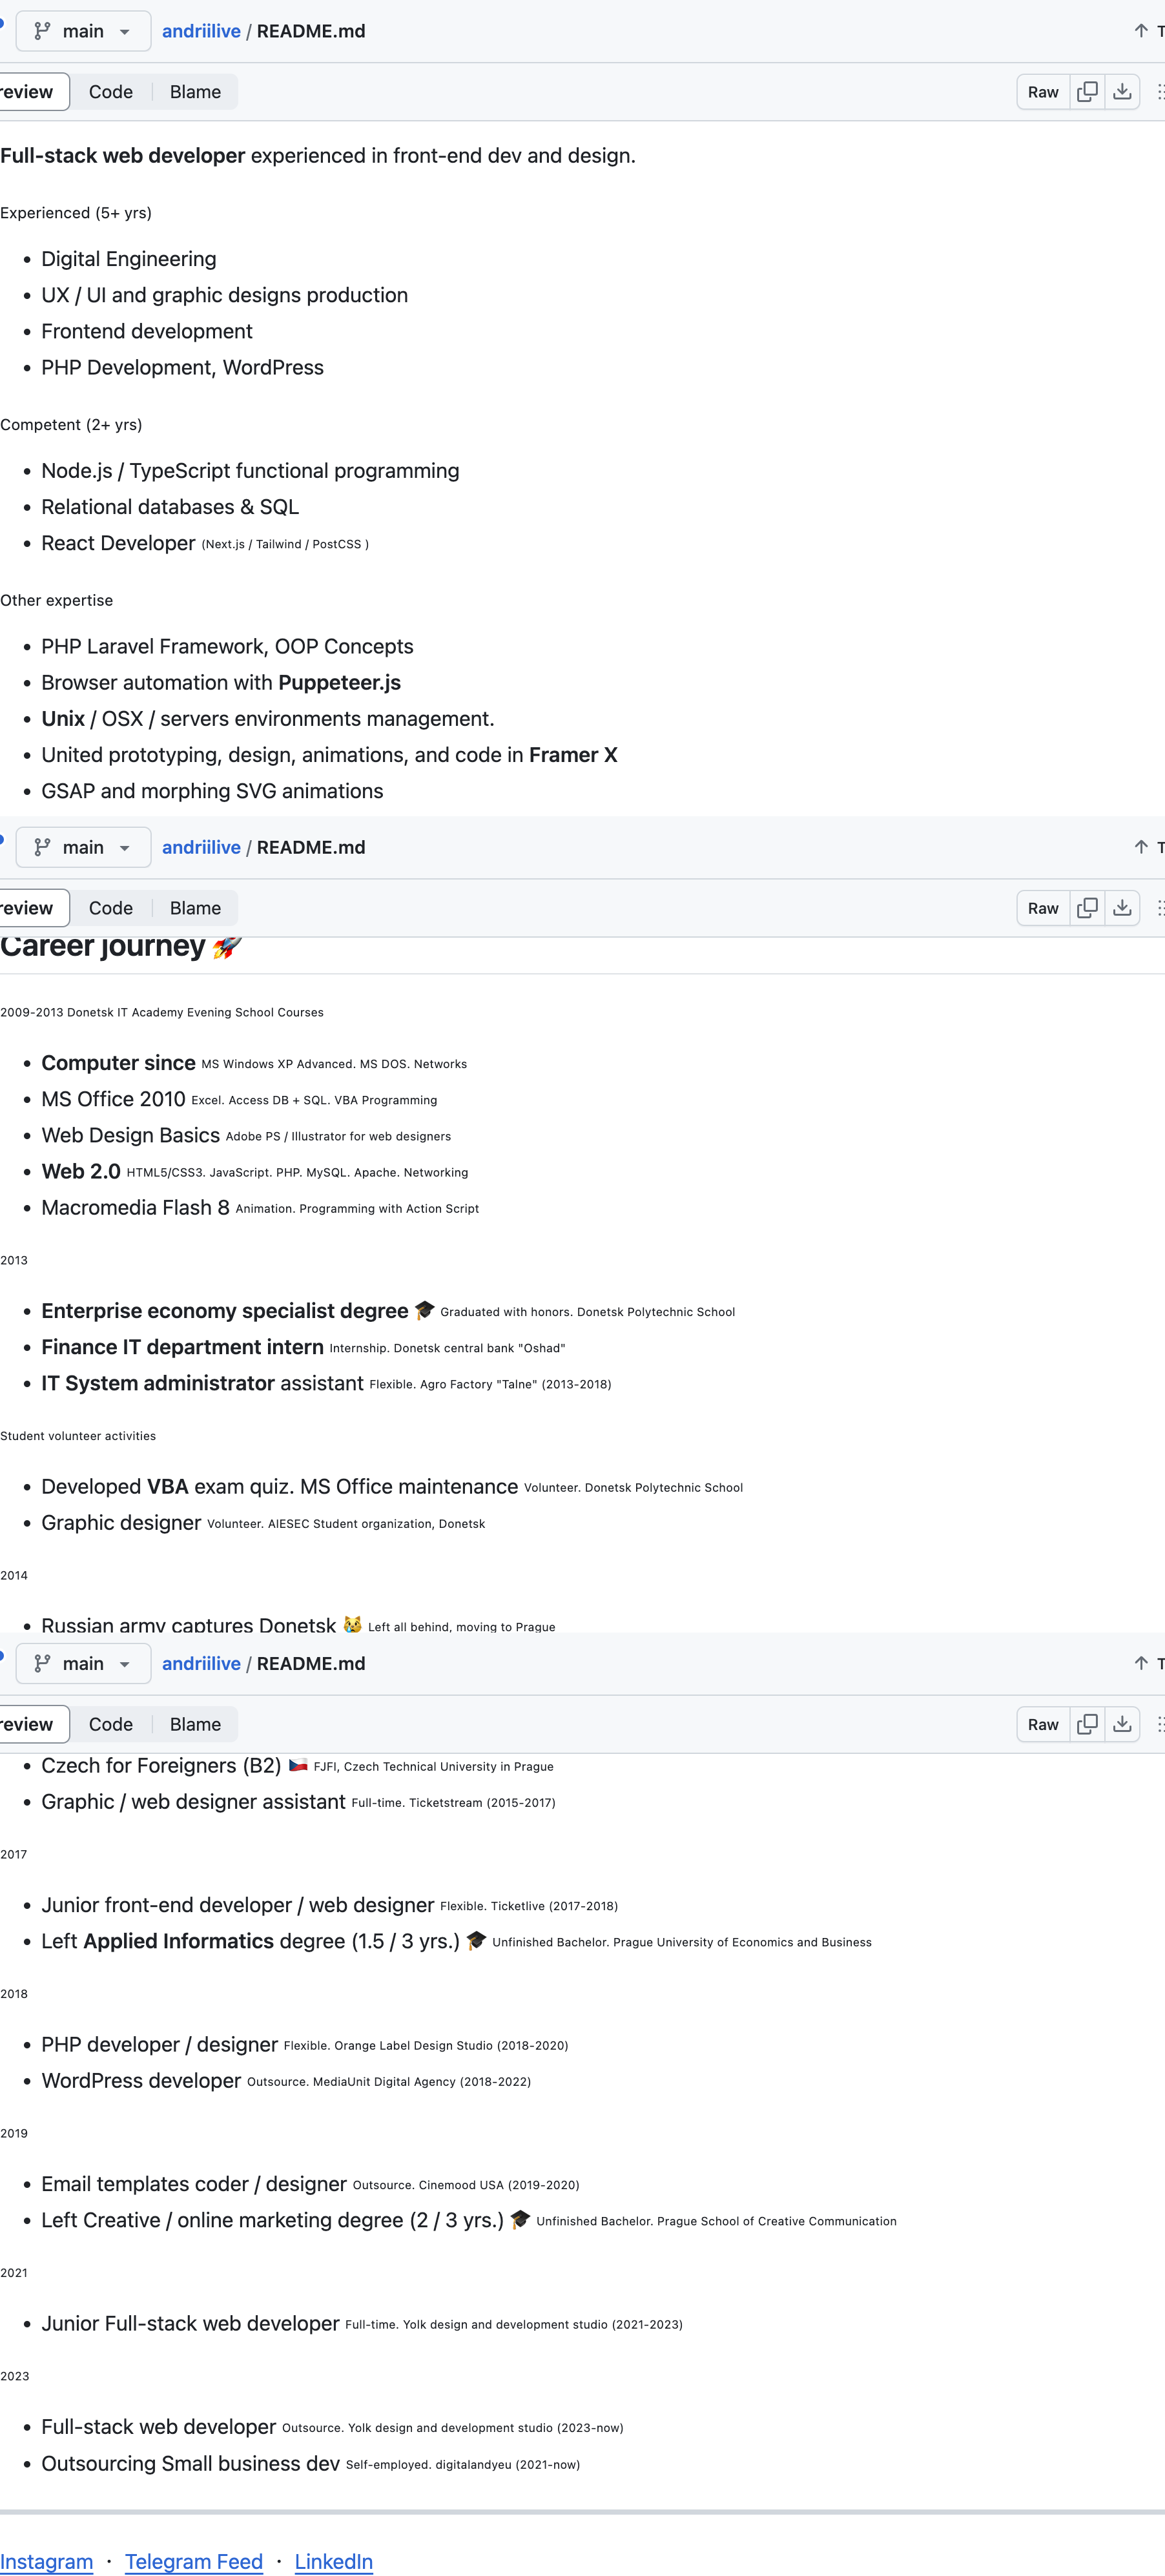 main
andriilive / README.md
review
Code
Blame
Raw
Full-stack web developer experienced in front-end dev and design.
Experienced (5+ yrs)
Digital Engineering
UX / UI and graphic designs production
Frontend development
PHP Development, WordPress
Competent (2+ yrs)
Node.js / TypeScript functional programming
Relational databases & SQL
React Developer (Next.js / Tailwind / PostCSS )
Other expertise
PHP Laravel Framework, OOP Concepts
Browser automation with Puppeteer.js
Unix / OSX / servers environments management.
United prototyping, design, animations, and code in Framer X
GSAP and morphing SVG animations
main
andriilive / README.md
review
Code
Blame
Raw
Career journey 🚀
2009-2013 Donetsk IT Academy Evening School Courses
Computer since MS Windows XP Advanced. MS DOS. Networks
MS Office 2010 Excel. Access DB + SQL. VBA Programming
Web Design Basics Adobe PS / Illustrator for web designers
Web 2.0 HTML5/CSS3. JavaScript. PHP. MySQL. Apache. Networking
Macromedia Flash 8 Animation. Programming with Action Script
2013
Enterprise economy specialist degree 🎓 Graduated with honors. Donetsk Polytechnic School
Finance IT department intern Internship. Donetsk central bank "Oshad"
IT System administrator assistant Flexible. Agro Factory "Talne" (2013-2018)
Student volunteer activities
Developed VBA exam quiz. MS Office maintenance Volunteer. Donetsk Polytechnic School
Graphic designer Volunteer. AIESEC Student organization, Donetsk
2014
Russian army captures Donetsk 😿 Left all behind, moving to Prague
main
andriilive / README.md
review
Code
Blame
Raw
Czech for Foreigners (B2) 🇨🇿 FJFI, Czech Technical University in Prague
Graphic / web designer assistant Full-time. Ticketstream (2015-2017)
2017
Junior front-end developer / web designer Flexible. Ticketlive (2017-2018)
Left Applied Informatics degree (1.5 / 3 yrs.) 🎓 Unfinished Bachelor. Prague University of Economics and Business
2018
PHP developer / designer Flexible. Orange Label Design Studio (2018-2020)
WordPress developer Outsource. MediaUnit Digital Agency (2018-2022)
2019
Email templates coder / designer Outsource. Cinemood USA (2019-2020)
Left Creative / online marketing degree (2 / 3 yrs.) 🎓 Unfinished Bachelor. Prague School of Creative Communication
2021
Junior Full-stack web developer Full-time. Yolk design and development studio (2021-2023)
2023
Full-stack web developer Outsource. Yolk design and development studio (2023-now)
Outsourcing Small business dev Self-employed. digitalandyeu (2021-now)
Instagram · Telegram Feed · LinkedIn